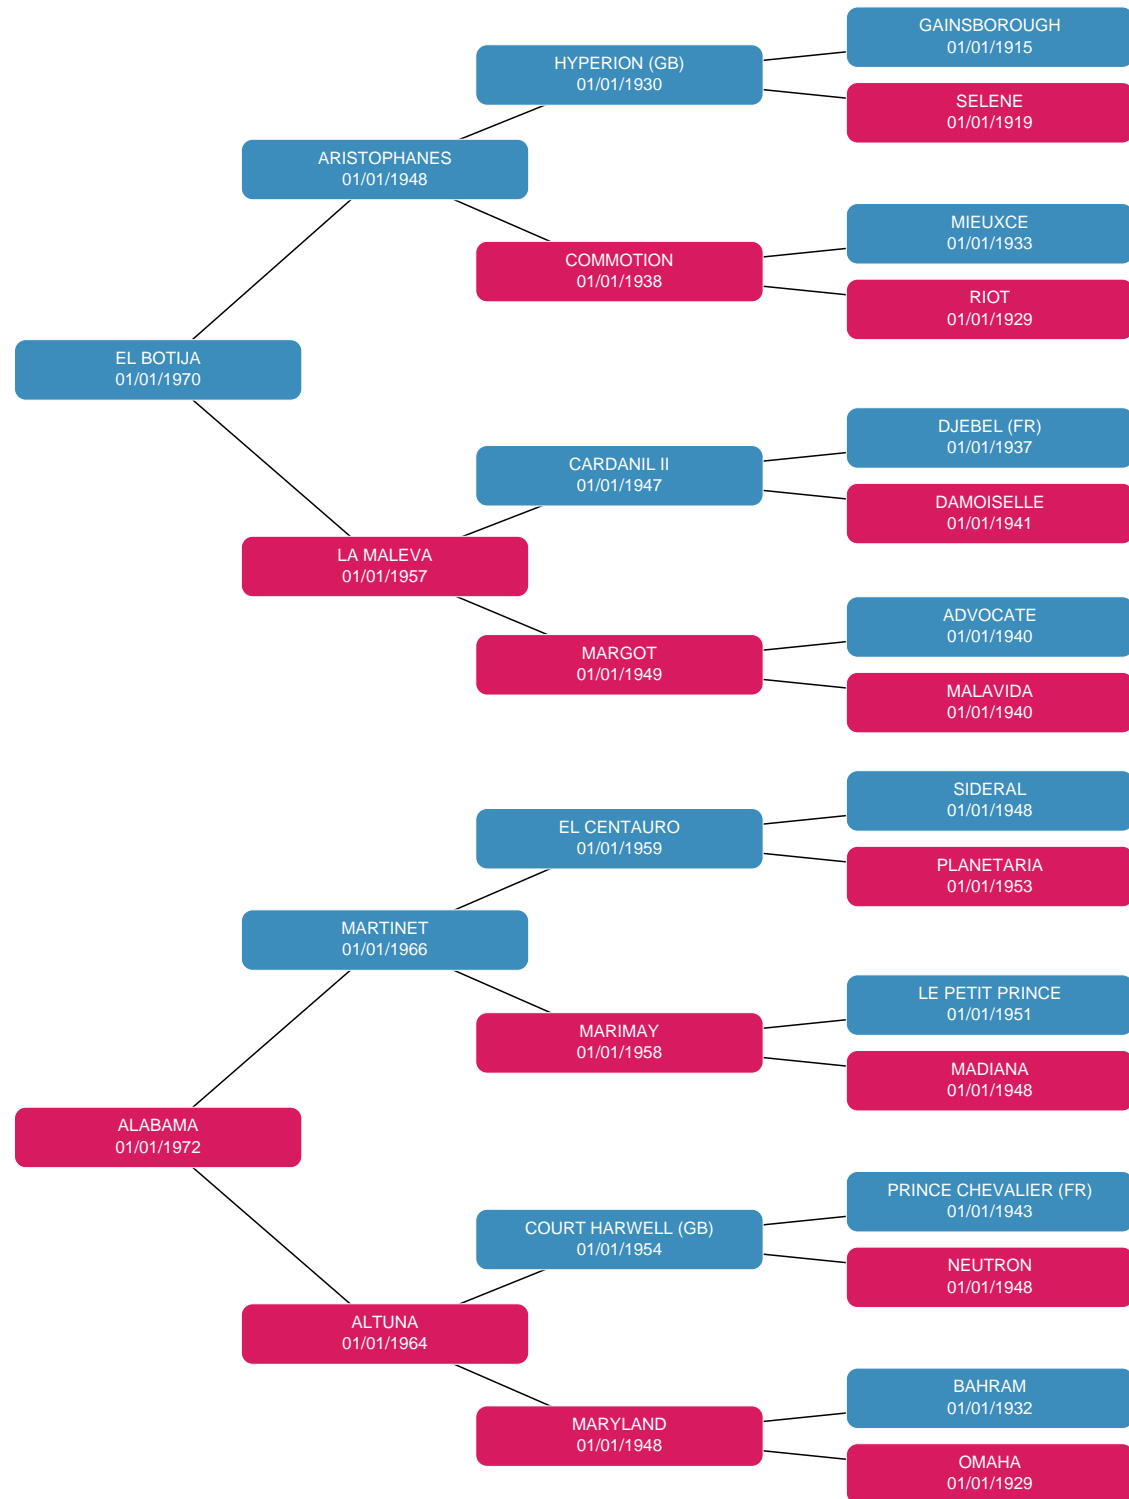 GAINSBOROUGH
01/01/1915
HYPERION (GB)
01/01/1930
SELENE
01/01/1919
ARISTOPHANES
01/01/1948
MIEUXCE
01/01/1933
COMMOTION
01/01/1938
RIOT
01/01/1929
EL BOTIJA
01/01/1970
DJEBEL (FR)
01/01/1937
CARDANIL II
01/01/1947
DAMOISELLE
01/01/1941
LA MALEVA
01/01/1957
ADVOCATE
01/01/1940
MARGOT
01/01/1949
MALAVIDA
01/01/1940
SIDERAL
01/01/1948
EL CENTAURO
01/01/1959
PLANETARIA
01/01/1953
MARTINET
01/01/1966
LE PETIT PRINCE
01/01/1951
MARIMAY
01/01/1958
MADIANA
01/01/1948
ALABAMA
01/01/1972
PRINCE CHEVALIER (FR)
01/01/1943
COURT HARWELL (GB)
01/01/1954
NEUTRON
01/01/1948
ALTUNA
01/01/1964
BAHRAM
01/01/1932
MARYLAND
01/01/1948
OMAHA
01/01/1929